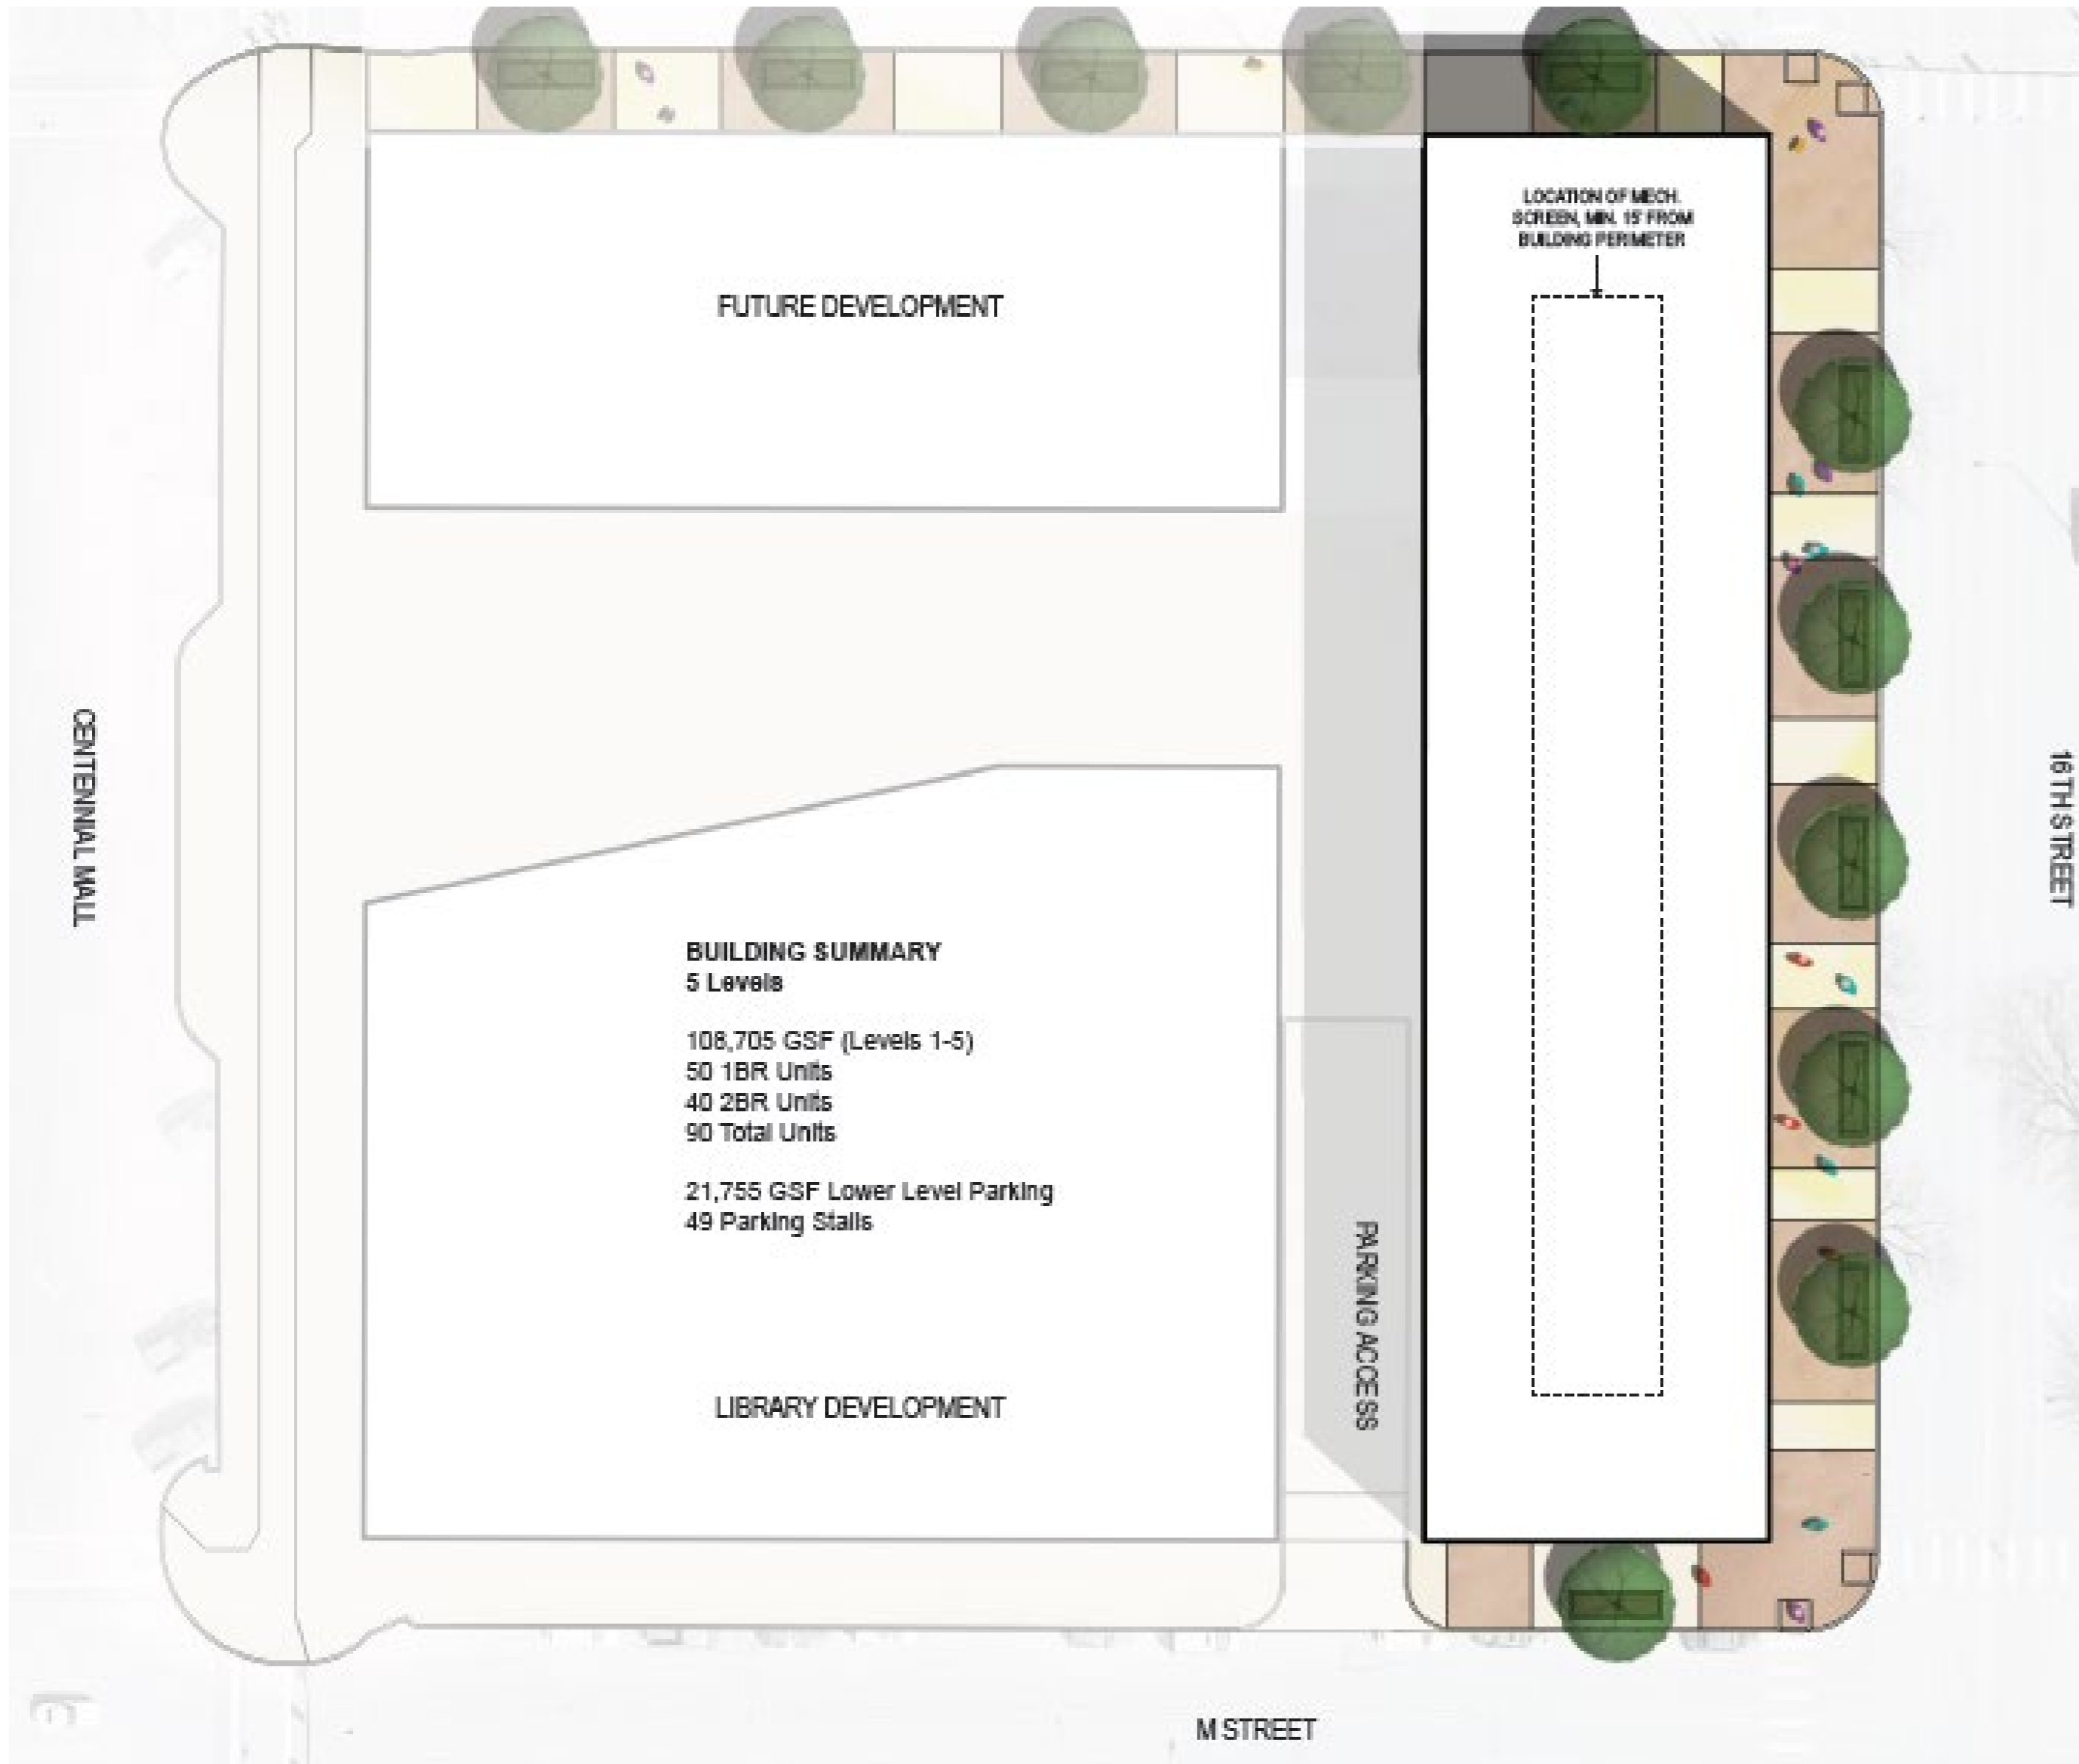 LOCATION OF MECH.
SCREEN, MIN. 15' FROM
BUILDING PERIMETER
FUTURE DEVELOPMENT
CENTENNIAL MALL
16TH STREET
BUILDING SUMMARY
5 Levels
108,705 GSF (Levels 1-5)
50 1BR Units
40 2BR Units
90 Total Units
21,755 GSF Lower Level Parking
49 Parking Stalls
PARKING ACCESS
LIBRARY DEVELOPMENT
M STREET